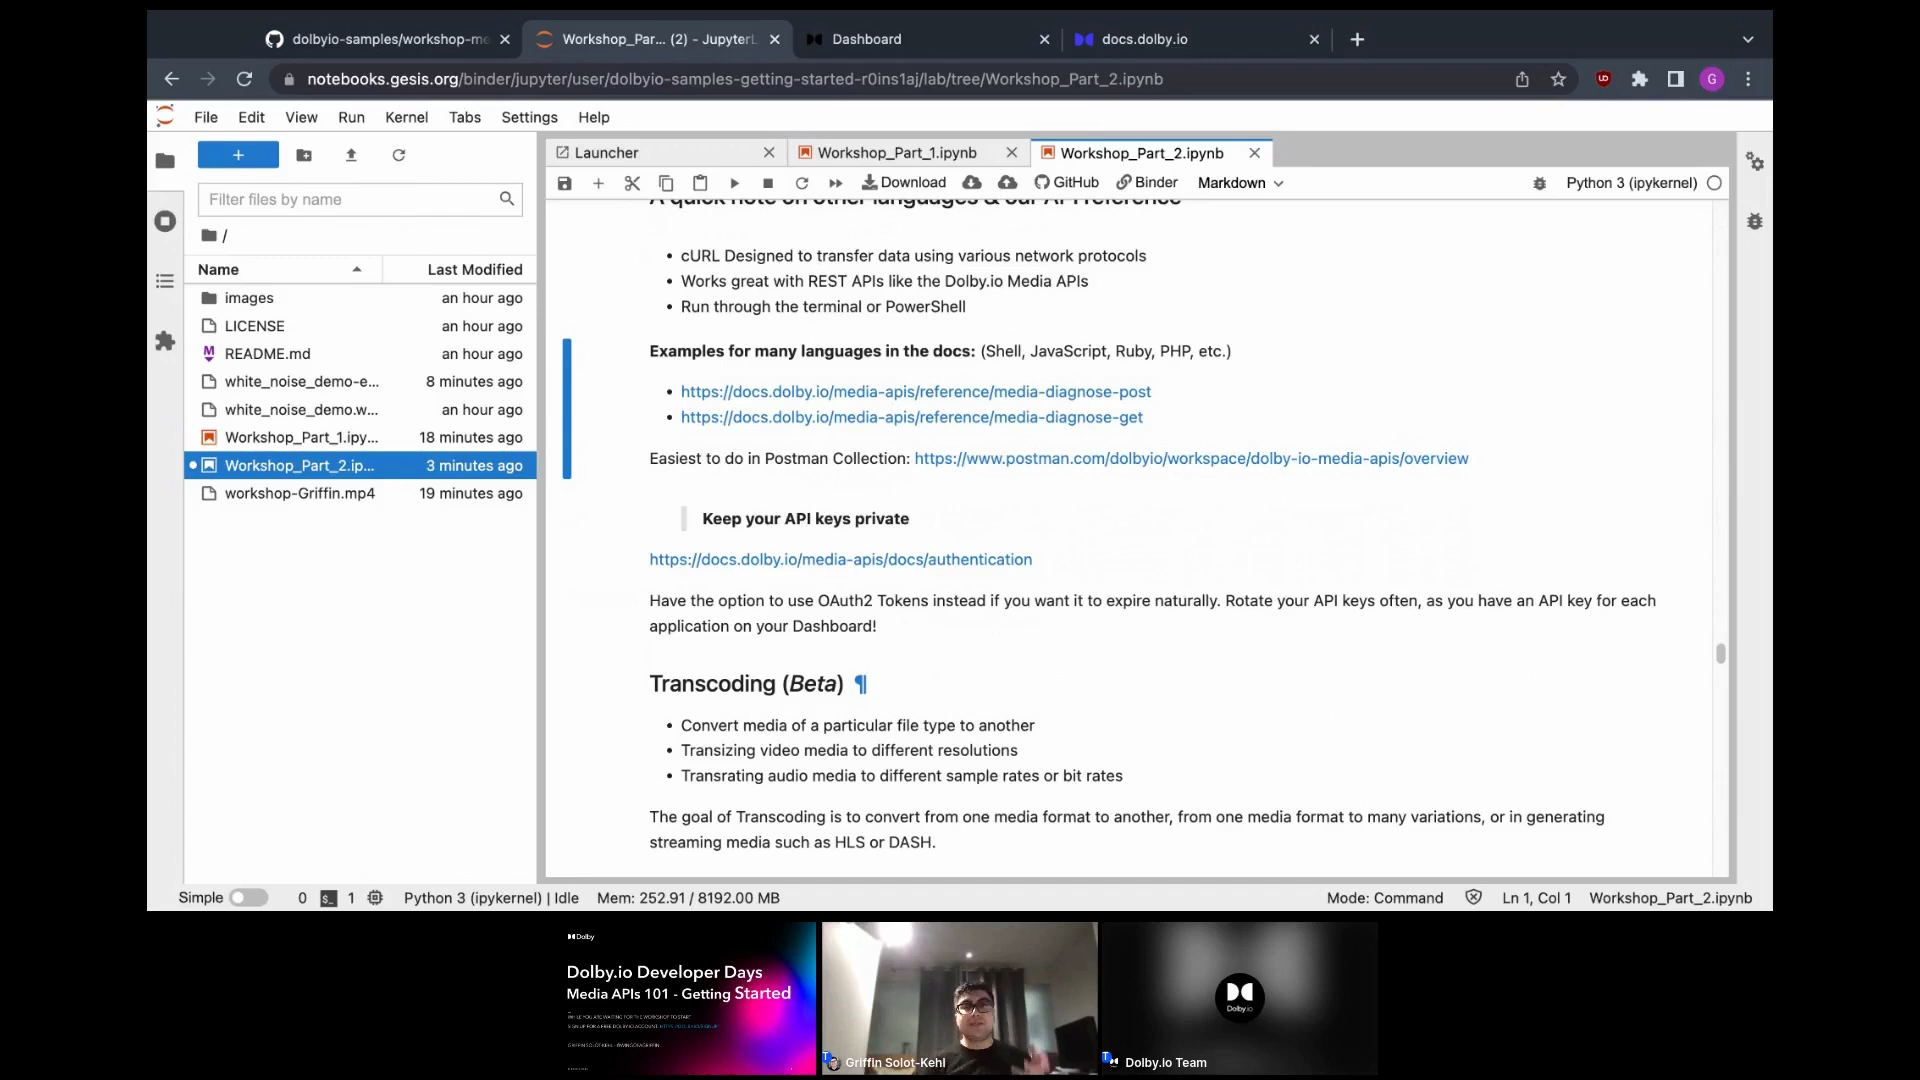 dolbyio-samples/workshop-me
Workshop_Par... (2) - JupyterL
Dashboard
docs.dolby.io
notebooks.gesis.org/binder/jupyter/user/dolbyio-samples-getting-started-r0ins1aj/lab/tree/Workshop_Part_2.ipynb
G
File Edit View Run Kernel Tabs Settings Help
Launcher
Workshop_Part_1.ipynb
Workshop_Part_2.ipynb
Download
GitHub
Binder
Markdown
Python 3 (ipykernel)
Filter files by name
/
Name
Last Modified
images an hour ago
LICENSE an hour ago
README.md an hour ago
white_noise_demo-e... 8 minutes ago
white_noise_demo.w... an hour ago
Workshop_Part_1.ipy... 18 minutes ago
Workshop_Part_2.ip... 3 minutes ago
workshop-Griffin.mp4 19 minutes ago
A quick note on other languages & our API reference
• cURL Designed to transfer data using various network protocols
• Works great with REST APIs like the Dolby.io Media APIs
• Run through the terminal or PowerShell
Examples for many languages in the docs: (Shell, JavaScript, Ruby, PHP, etc.)
• https://docs.dolby.io/media-apis/reference/media-diagnose-post
• https://docs.dolby.io/media-apis/reference/media-diagnose-get
Easiest to do in Postman Collection: https://www.postman.com/dolbyio/workspace/dolby-io-media-apis/overview
Keep your API keys private
https://docs.dolby.io/media-apis/docs/authentication
Have the option to use OAuth2 Tokens instead if you want it to expire naturally. Rotate your API keys often, as you have an API key for each
application on your Dashboard!
Transcoding (Beta) ¶
• Convert media of a particular file type to another
• Transizing video media to different resolutions
• Transrating audio media to different sample rates or bit rates
The goal of Transcoding is to convert from one media format to another, from one media format to many variations, or in generating
streaming media such as HLS or DASH.
Simple
0
1
Python 3 (ipykernel) | Idle
Mem: 252.91 / 8192.00 MB
Mode: Command
Ln 1, Col 1
Workshop_Part_2.ipynb
Dolby
Dolby.io Developer Days
Media APIs 101 - Getting Started
Griffin Solot-Kehl
Dolby.io
Dolby.io Team